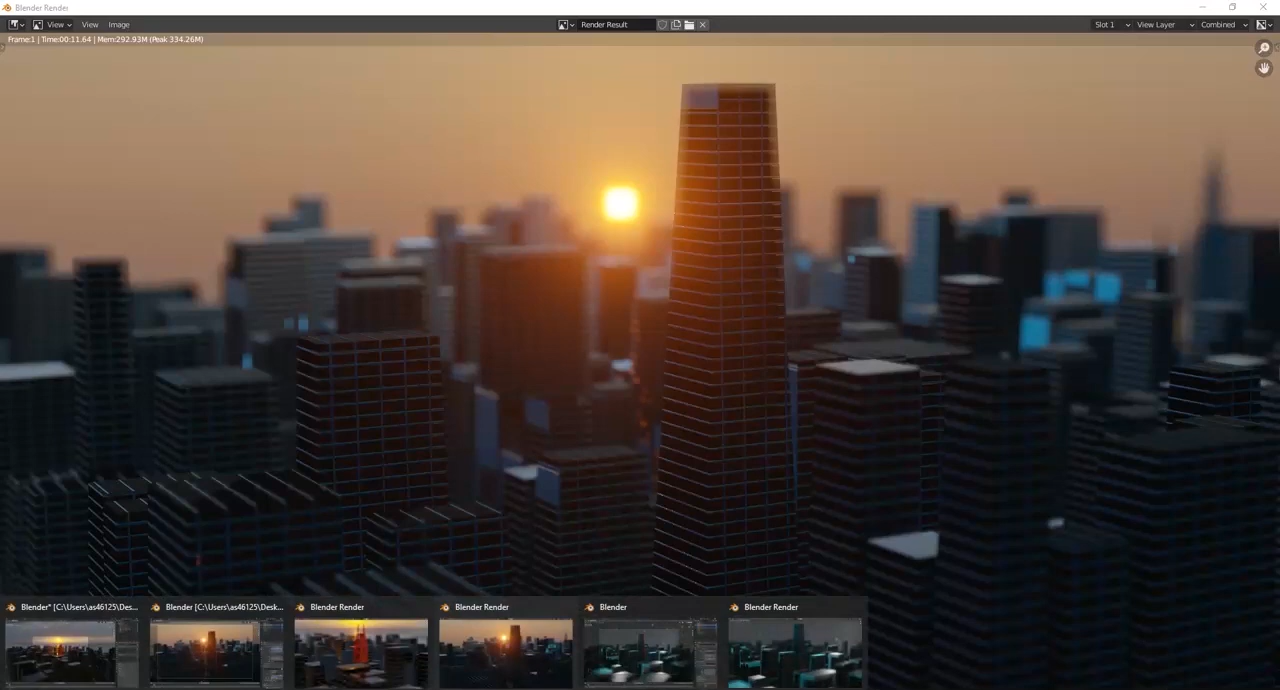 Blender Render
View View Image Render Result Slot 1 View Layer Combined
Frame:1 | Time:00:11.64 | Mem:292.93M (Peak 334.26M)
Blender* [C:\Users\as46125\Des... Blender [C:\Users\as46125\Desk... Blender Render Blender Render Blender Blender Render